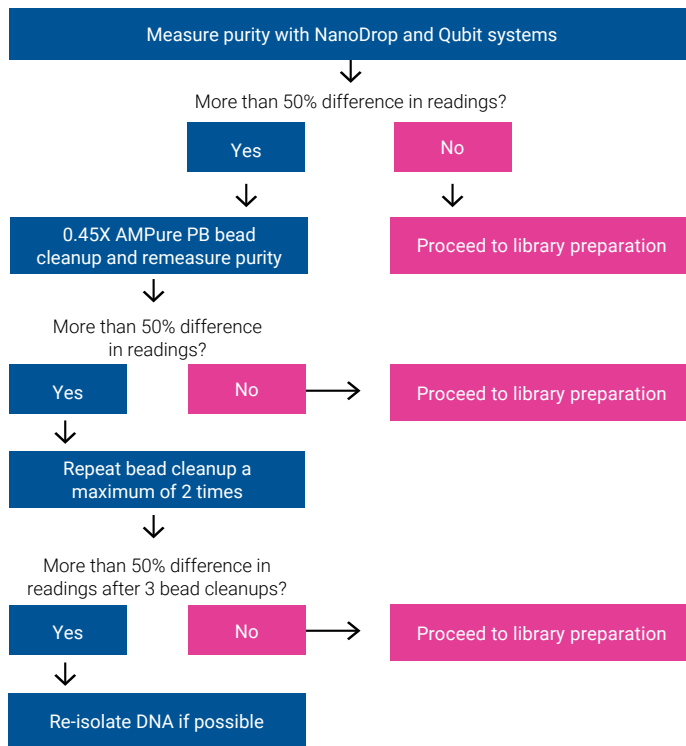 Measure purity with NanoDrop and Qubit systems
More than 50% difference in readings?
Yes
No
0.45X AMPure PB bead
cleanup and remeasure purity
Proceed to library preparation
More than 50% difference
in readings?
Yes
No
Proceed to library preparation
Repeat bead cleanup a
maximum of 2 times
More than 50% difference in
readings after 3 bead cleanups?
Yes
No
Proceed to library preparation
Re-isolate DNA if possible